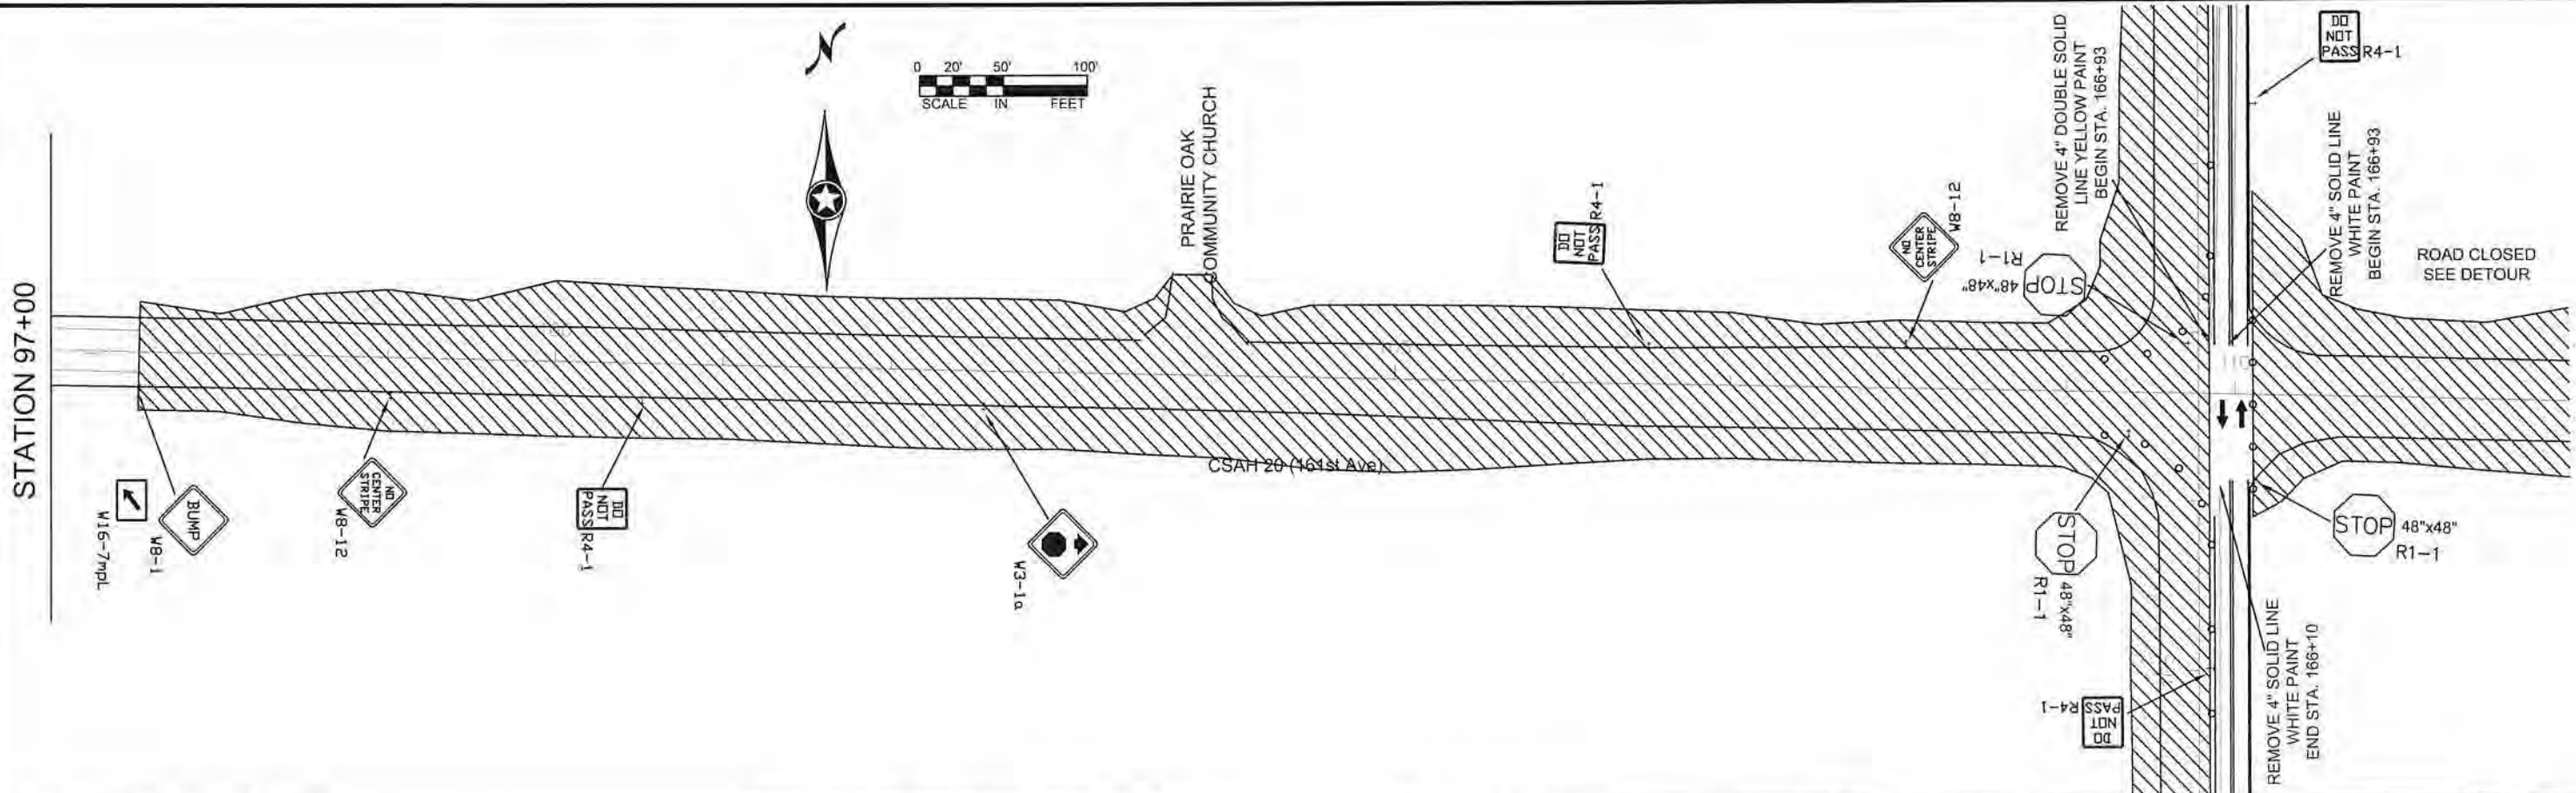 STATION 97+00
N
0 20' 50' 100'
SCALE IN FEET
PRAIRIE OAK
COMMUNITY CHURCH
DO
NOT
PASS
R4-1
NO
CENTER
STRIPE
W8-12
REMOVE 4" DOUBLE SOLID
LINE YELLOW PAINT
BEGIN STA. 166+93
STOP
48"x48"
R1-1
DO
NOT
PASS
R4-1
REMOVE 4" SOLID LINE
WHITE PAINT
BEGIN STA. 166+93
ROAD CLOSED
SEE DETOUR
110
CSAH 20 (161st Ave)
W16-7mpL
BUMP
W8-1
NO
CENTER
STRIPE
W8-12
DO
NOT
PASS
R4-1
W3-1a
STOP
48"x48"
R1-1
DO
NOT
PASS
R4-1
STOP
48"x48"
R1-1
REMOVE 4" SOLID LINE
WHITE PAINT
END STA. 166+10